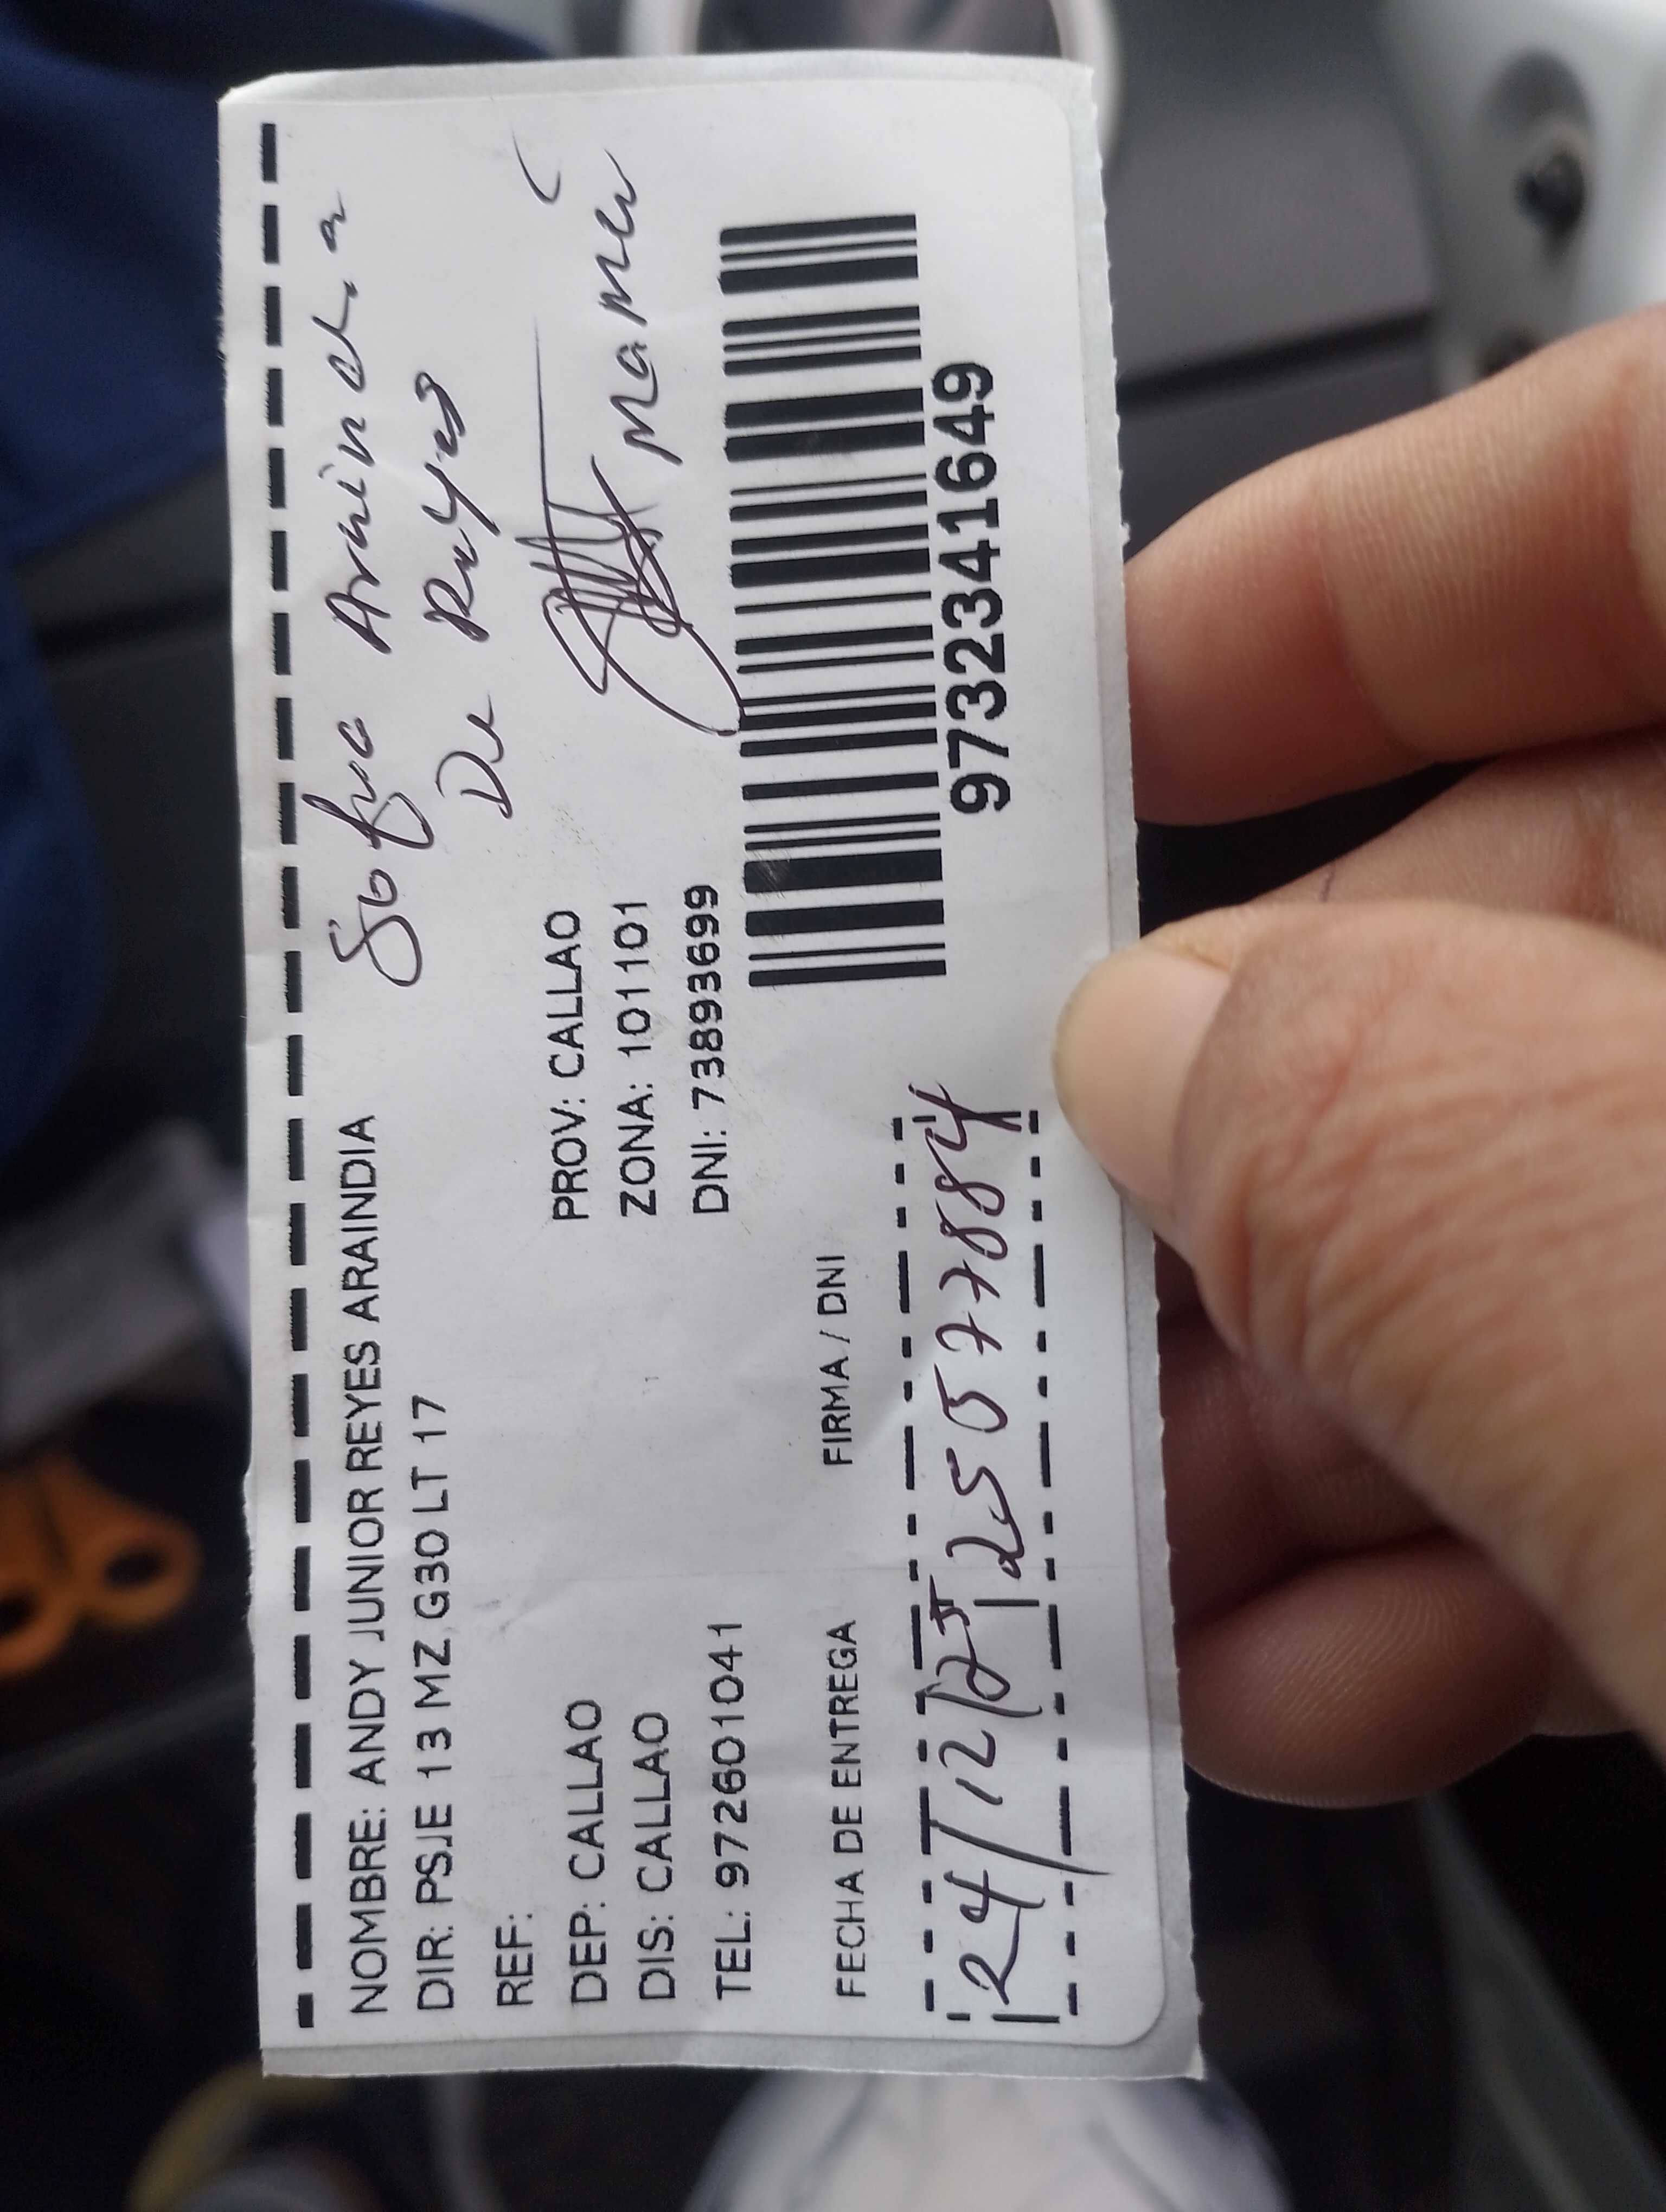 NOMBRE: ANDY JUNIOR REYES ARAINDIA
DIR: PSJE 13 MZ G30 LT 17
Sofia Araindia
De Reyes
REF:
DEP: CALLAO PROV: CALLAO
DIS: CALLAO ZONA: 101101
TEL: 972601041 DNI: 73893699
Mamá
FECHA DE ENTREGA FIRMA / DNI
24/12/25 25577884
9732341649